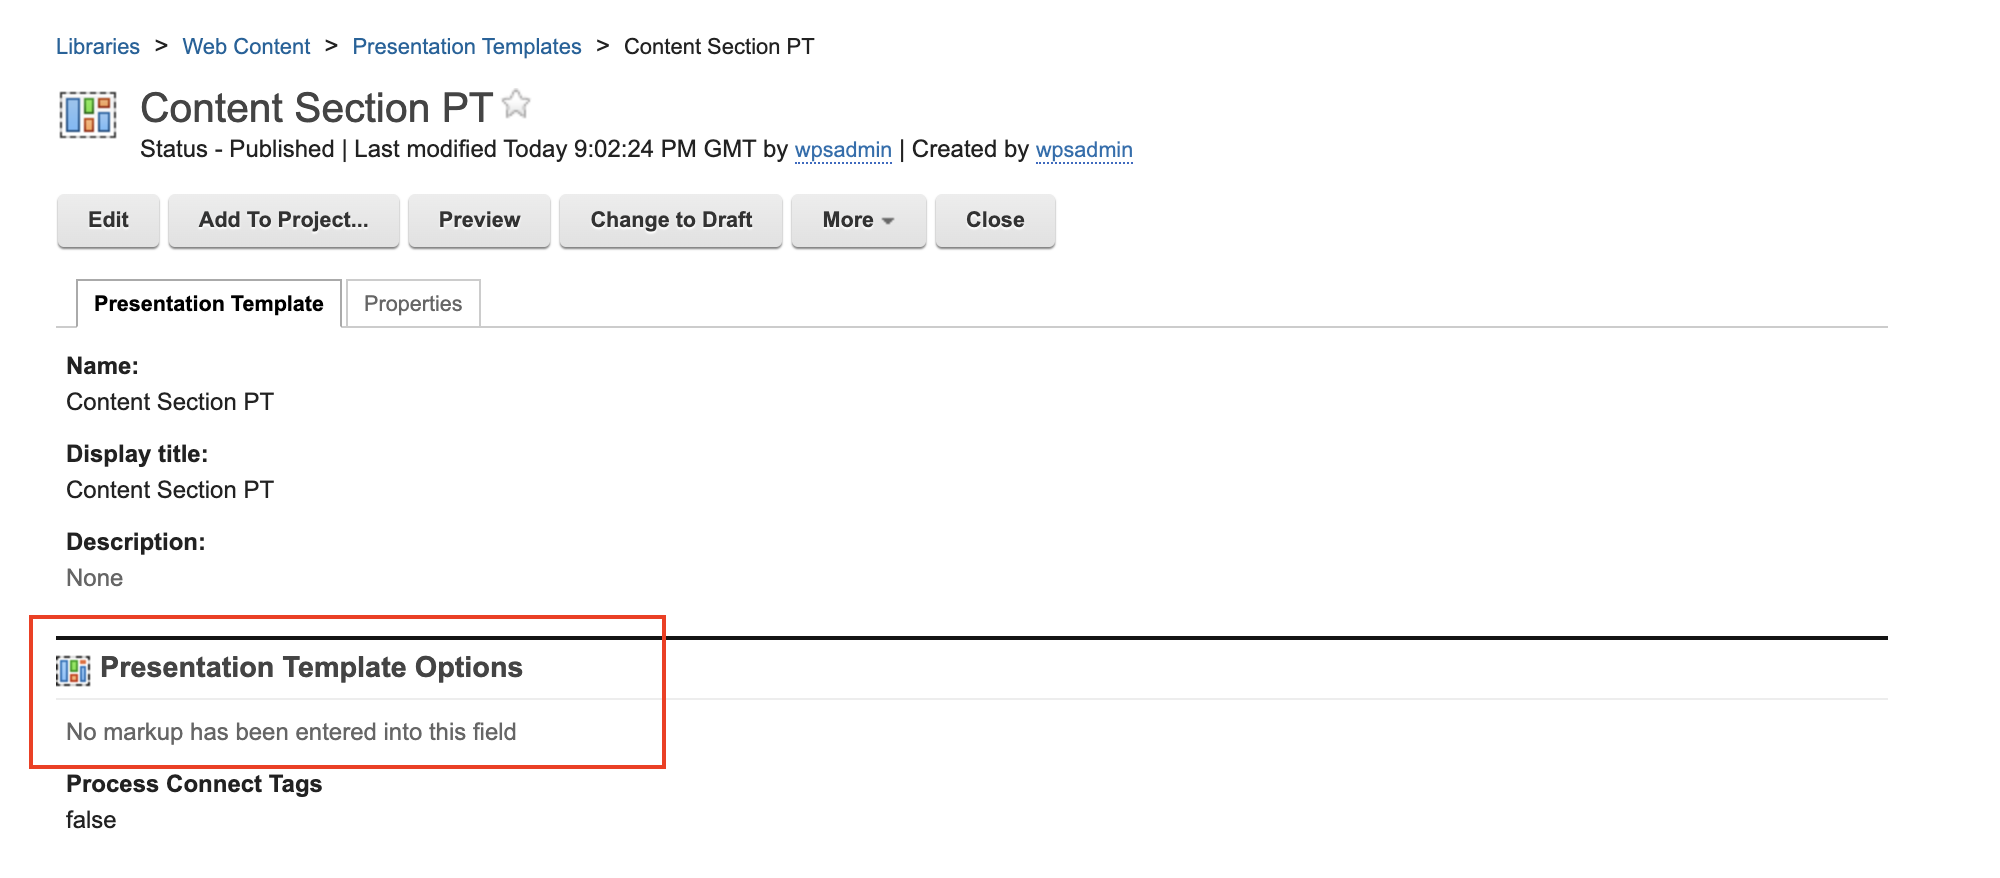 Libraries > Web Content > Presentation Templates > Content Section PT
Content Section PT
Status - Published | Last modified Today 9:02:24 PM GMT by wpsadmin | Created by wpsadmin
Edit Add To Project... Preview Change to Draft More Close
Presentation Template Properties
Name:
Content Section PT
Display title:
Content Section PT
Description:
None
Presentation Template Options
No markup has been entered into this field
Process Connect Tags
false